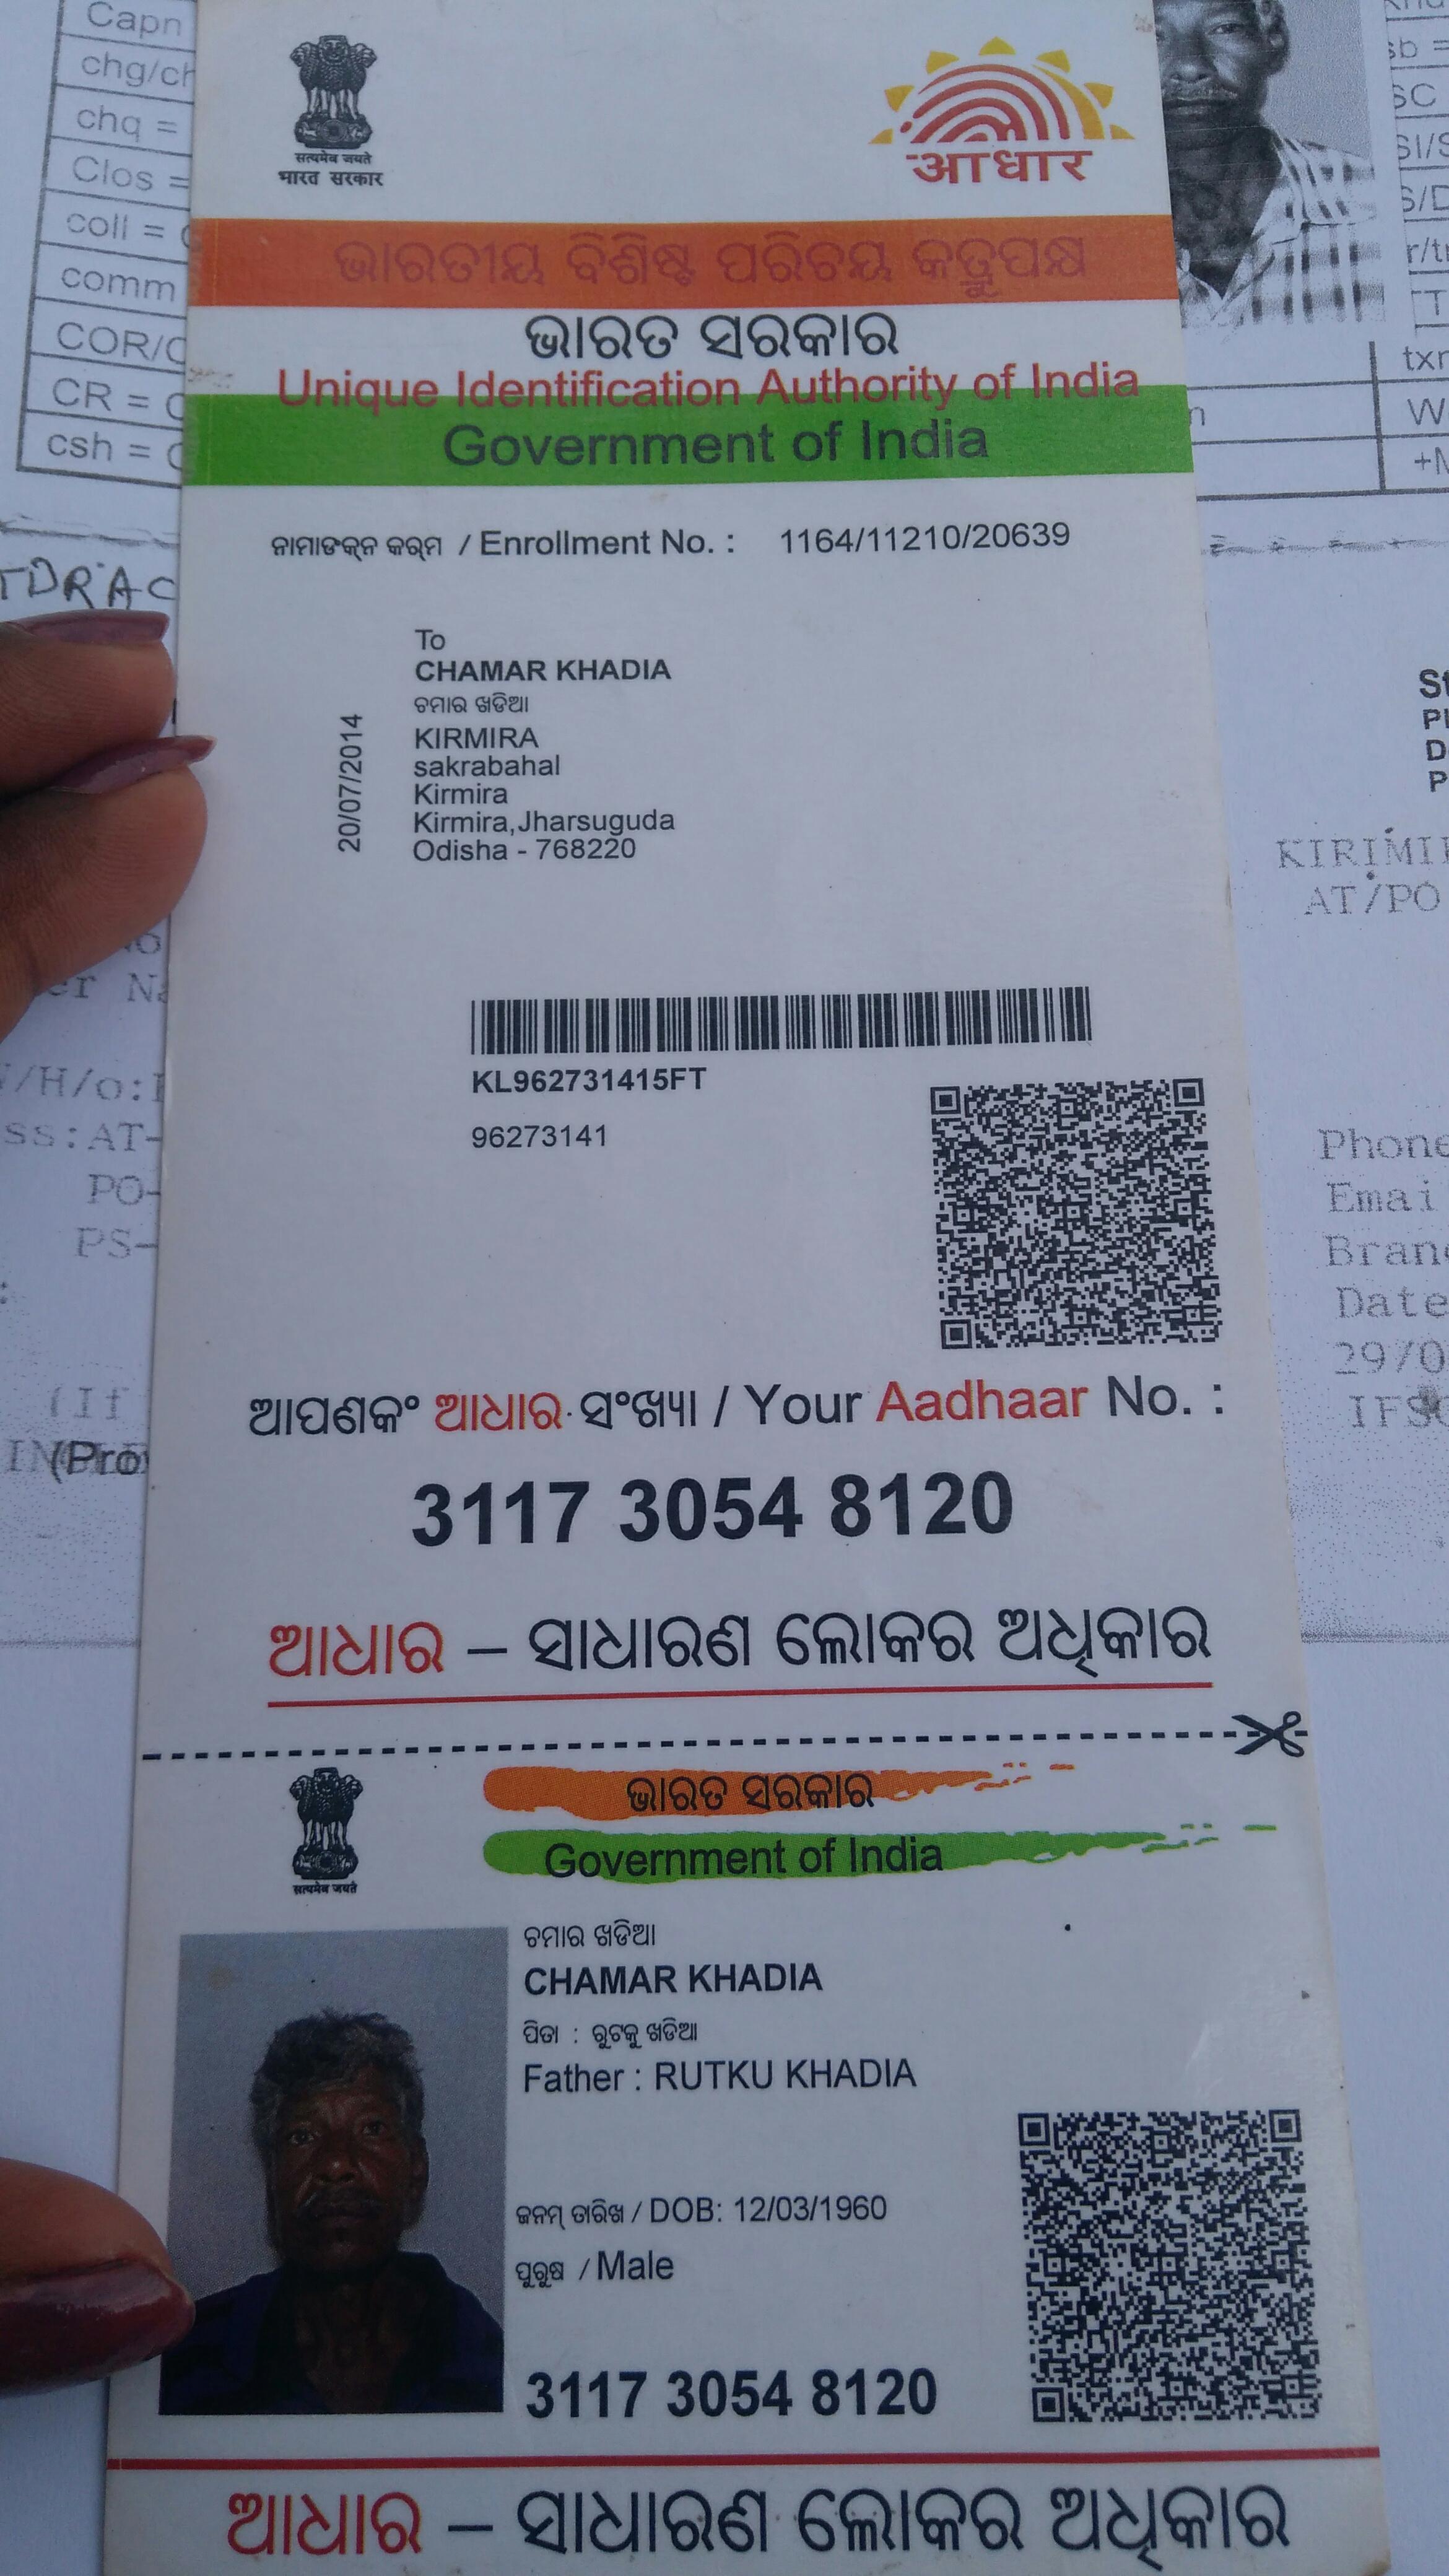 Capn
chg/ch
chq =
Clos =
coll =
comm
COR/C
CR =
csh =
सत्यमेव जयते
भारत सरकार
आधार
ଭାରତୀୟ ବିଶିଷ୍ଟ ପରିଚୟ କର୍ତ୍ତୃପକ୍ଷ
ଭାରତ ସରକାର
Unique Identification Authority of India
Government of India
ନାମାଙ୍କନ କ୍ରମ / Enrollment No. : 1164/11210/20639
To
CHAMAR KHADIA
ଚମାର ଖଡିଆ
KIRMIRA
sakrabahal
Kirmira
Kirmira,Jharsuguda
Odisha - 768220
20/07/2014
KL962731415FT
96273141
ଆପଣଙ୍କ ଆଧାର ସଂଖ୍ୟା / Your Aadhaar No. :
3117 3054 8120
ଆଧାର – ସାଧାରଣ ଲୋକର ଅଧିକାର
ଭାରତ ସରକାର
Government of India
सत्यमेव जयते
ଚମାର ଖଡିଆ
CHAMAR KHADIA
ପିତା : ରୁଟକୁ ଖଡିଆ
Father : RUTKU KHADIA
ଜନମ୍ ତାରିଖ / DOB: 12/03/1960
ପୁରୁଷ / Male
3117 3054 8120
ଆଧାର – ସାଧାରଣ ଲୋକର ଅଧିକାର
AT/PO
Phone
Branc
Date
29/0